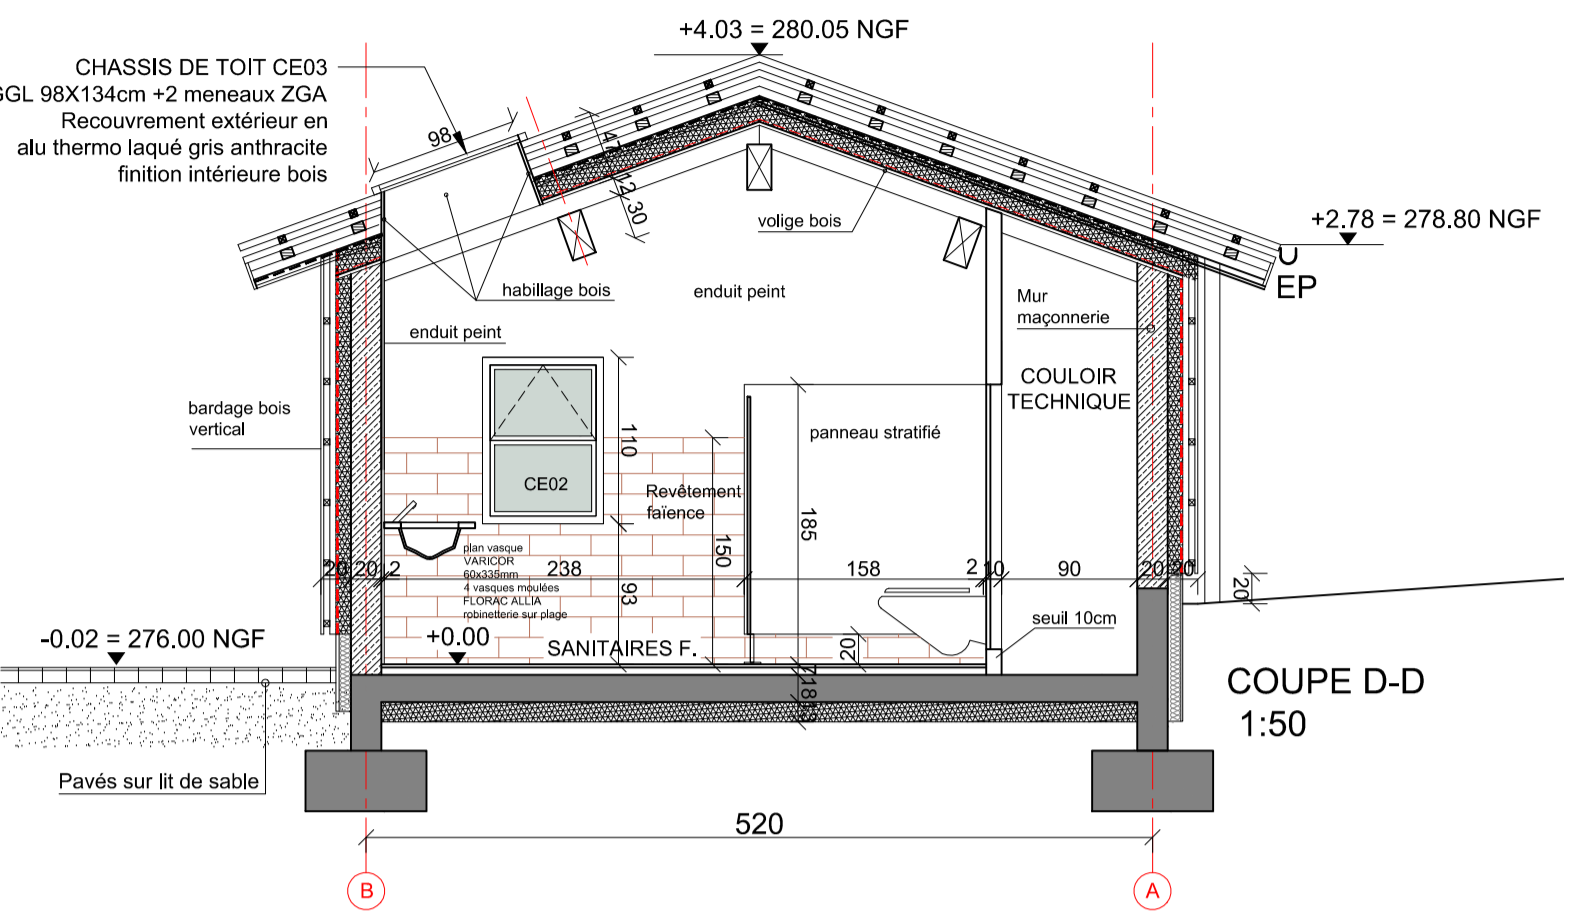 +4.03 = 280.05 NGF
CHASSIS DE TOIT CE03
GGL 98X134cm +2 meneaux ZGA
Recouvrement extérieur en
alu thermo laqué gris anthracite
finition intérieure bois
98
12
30
volige bois
+2.78 = 278.80 NGF
EP
habillage bois
enduit peint
Mur
maçonnerie
enduit peint
COULOIR
TECHNIQUE
bardage bois
vertical
110
panneau stratifié
CE02
Revêtement
faïence
185
150
plan vasque
VARICOR
60x335mm
4 vasques moulées
FLORAC ALLIA
robinetterie sur plage
20
20
2
238
158
2
10
90
20
20
20
93
seuil 10cm
-0.02 = 276.00 NGF
+0.00
SANITAIRES F.
20
7
18
COUPE D-D
1:50
Pavés sur lit de sable
520
B
A